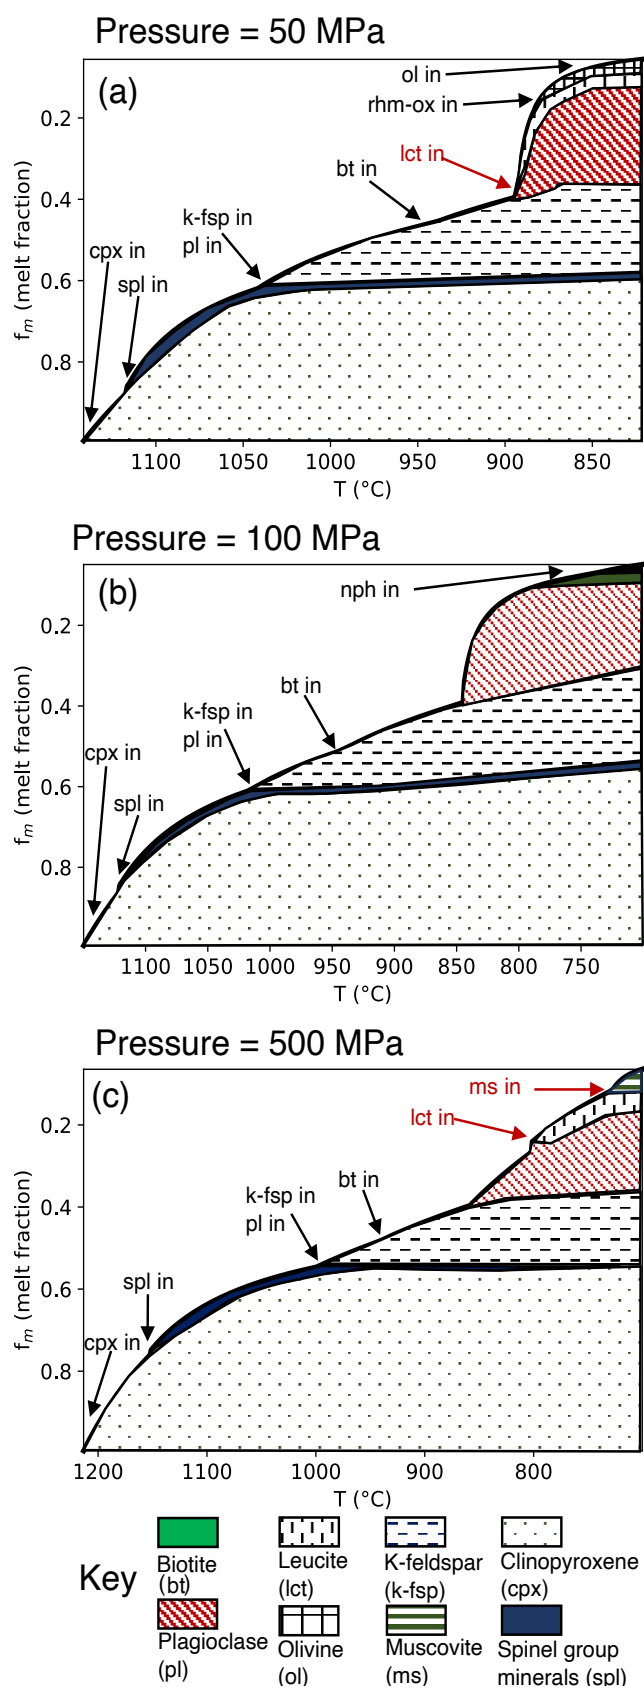 Pressure = 50 MPa
(a)
ol in
rhm-ox in
lct in
bt in
k-fsp in
pl in
cpx in
spl in
0.2
0.4
0.6
0.8
f_m (melt fraction)
1100 1050 1000 950 900 850
T (°C)
Pressure = 100 MPa
(b)
nph in
bt in
k-fsp in
pl in
cpx in
spl in
0.2
0.4
0.6
0.8
f_m (melt fraction)
1100 1050 1000 950 900 850 800 750
T (°C)
Pressure = 500 MPa
(c)
ms in
lct in
bt in
k-fsp in
pl in
spl in
cpx in
0.2
0.4
0.6
0.8
f_m (melt fraction)
1200 1100 1000 900 800
T (°C)
Key
Biotite
(bt)
Leucite
(lct)
K-feldspar
(k-fsp)
Clinopyroxene
(cpx)
Plagioclase
(pl)
Olivine
(ol)
Muscovite
(ms)
Spinel group
minerals (spl)